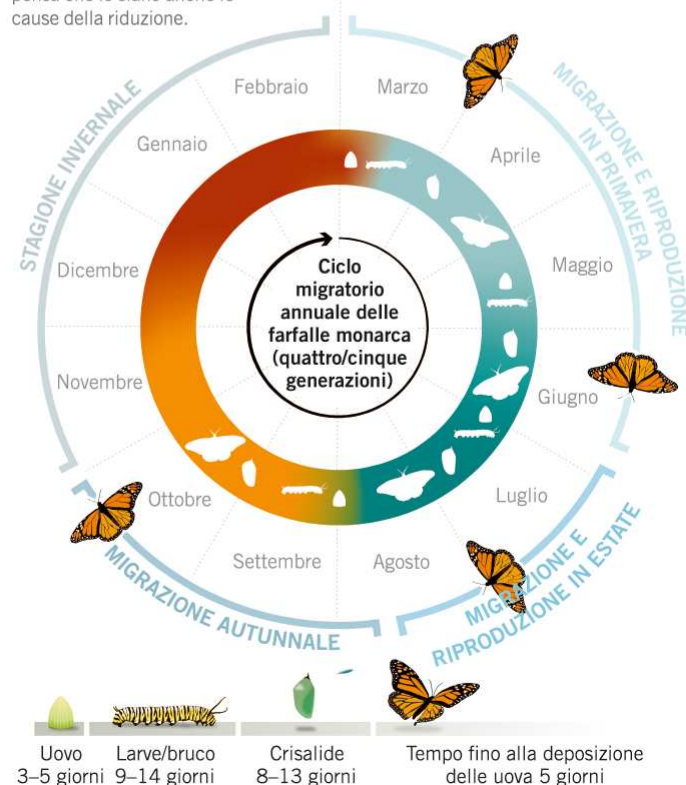 cause della riduzione.
Febbraio
Marzo
Gennaio
Aprile
STAGIONE INVERNALE
MIGRAZIONE E RIPRODUZIONE
IN PRIMAVERA
Dicembre
Maggio
Ciclo
migratorio
annuale delle
farfalle monarca
(quattro/cinque
generazioni)
Novembre
Giugno
Ottobre
Luglio
Settembre
Agosto
MIGRAZIONE AUTUNNALE
MIGRAZIONE E
RIPRODUZIONE IN ESTATE
Uovo
3–5 giorni
Larve/bruco
9–14 giorni
Crisalide
8–13 giorni
Tempo fino alla deposizione
delle uova 5 giorni